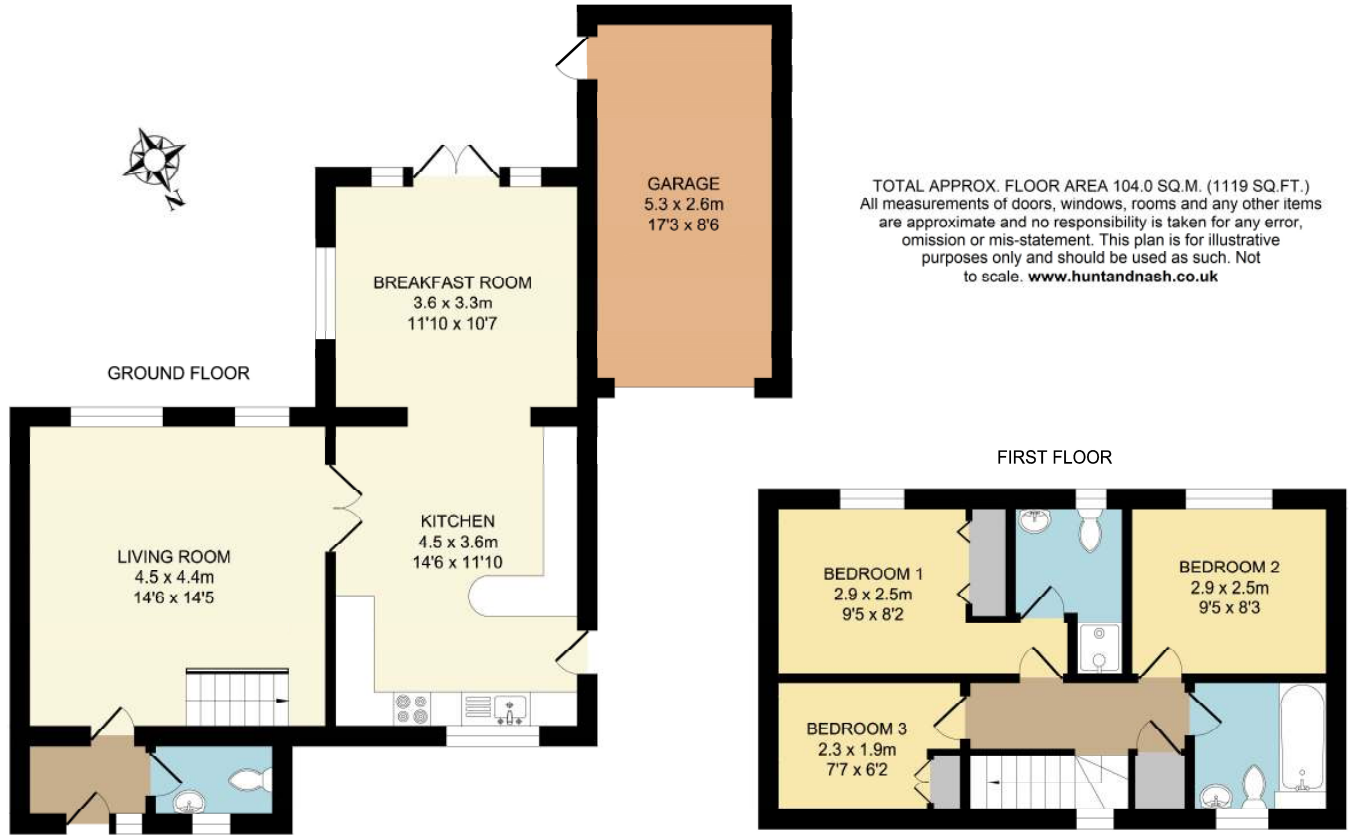 GARAGE
5.3 x 2.6m
17'3 x 8'6
TOTAL APPROX. FLOOR AREA 104.0 SQ.M. (1119 SQ.FT.)
All measurements of doors, windows, rooms and any other items
are approximate and no responsibility is taken for any error,
omission or mis-statement. This plan is for illustrative
purposes only and should be used as such. Not
to scale. www.huntandnash.co.uk
N
BREAKFAST ROOM
3.6 x 3.3m
11'10 x 10'7
GROUND FLOOR
KITCHEN
4.5 x 3.6m
14'6 x 11'10
LIVING ROOM
4.5 x 4.4m
14'6 x 14'5
FIRST FLOOR
BEDROOM 1
2.9 x 2.5m
9'5 x 8'2
BEDROOM 2
2.9 x 2.5m
9'5 x 8'3
BEDROOM 3
2.3 x 1.9m
7'7 x 6'2